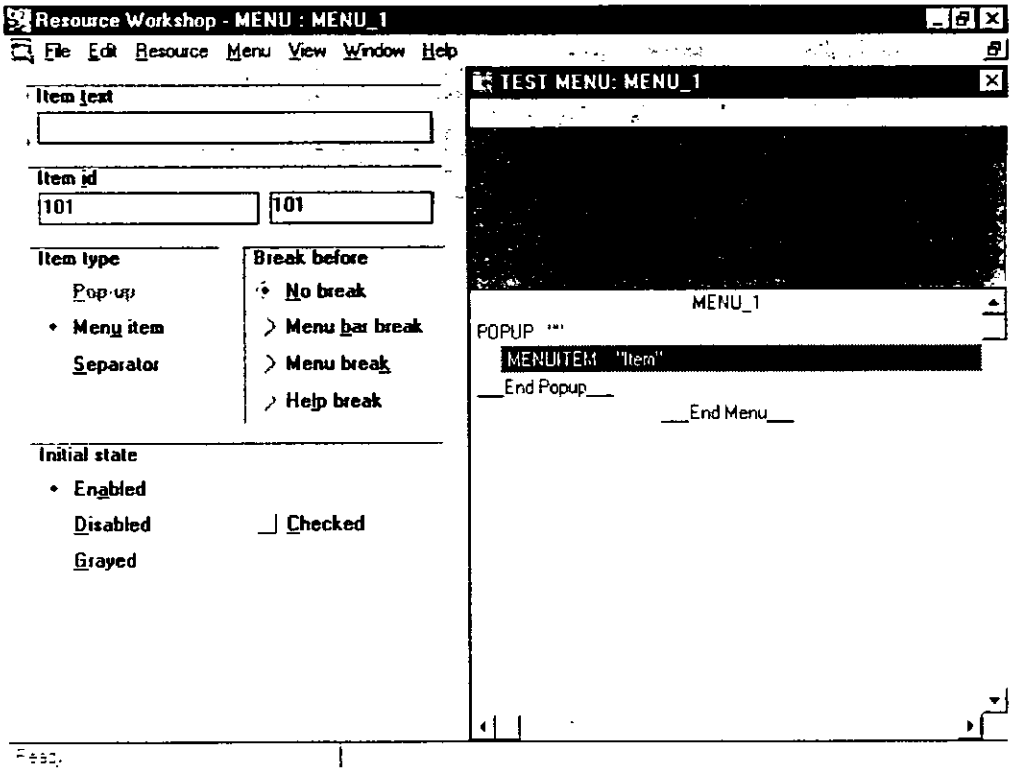 Resource Workshop - MENU : MENU_1
File Edit Resource Menu View Window Help
Item text
Item id
101 101
Item type
Pop-up
Menu item
Separator
Break before
No break
Menu bar break
Menu break
Help break
Initial state
Enabled
Disabled
Grayed
Checked
TEST MENU: MENU_1
MENU_1
POPUP ""
MENUITEM "Item"
__End Popup__
__End Menu__
Ready